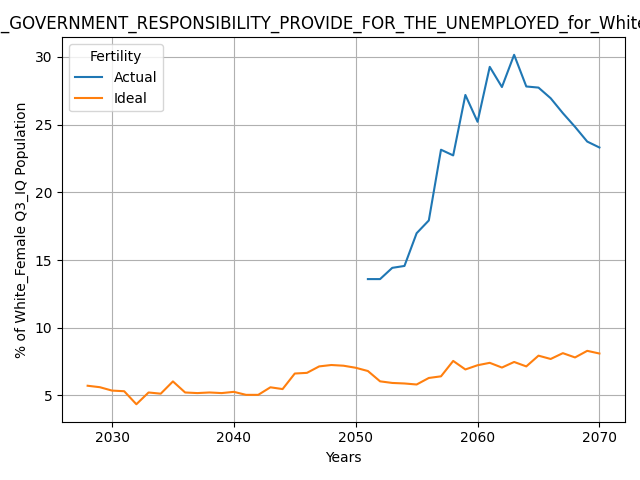 _GOVERNMENT_RESPONSIBILITY_PROVIDE_FOR_THE_UNEMPLOYED_for_White
Fertility
Actual
Ideal
30
25
20
15
10
5
% of White_Female Q3_IQ Population
2030 2040 2050 2060 2070
Years